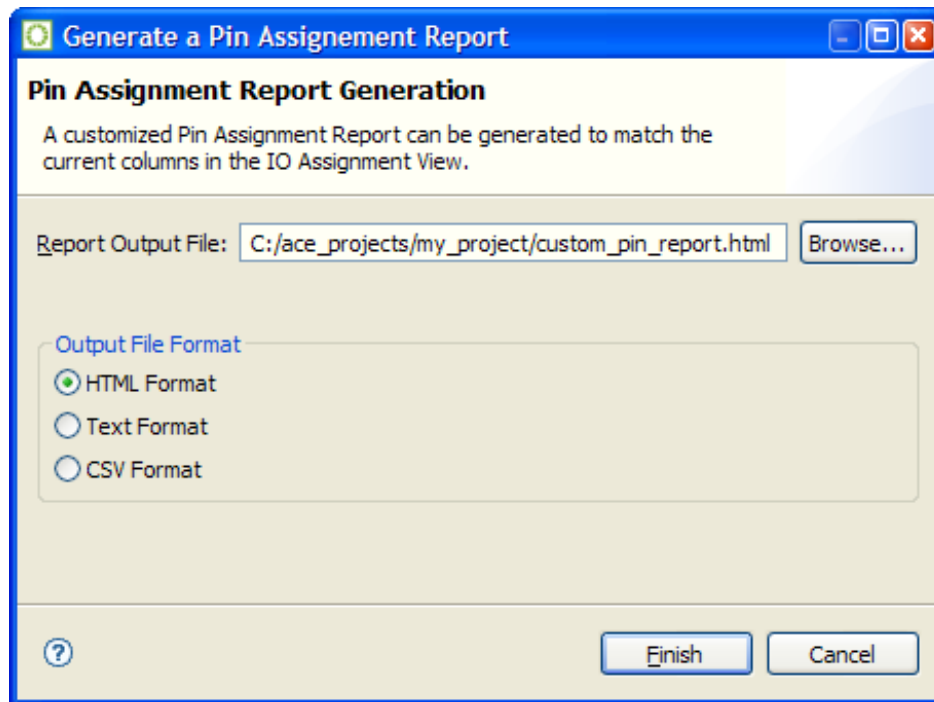 Generate a Pin Assignement Report
Pin Assignment Report Generation
A customized Pin Assignment Report can be generated to match the
current columns in the IO Assignment View.
Report Output File: C:/ace_projects/my_project/custom_pin_report.html Browse...
Output File Format
HTML Format
Text Format
CSV Format
? Finish Cancel